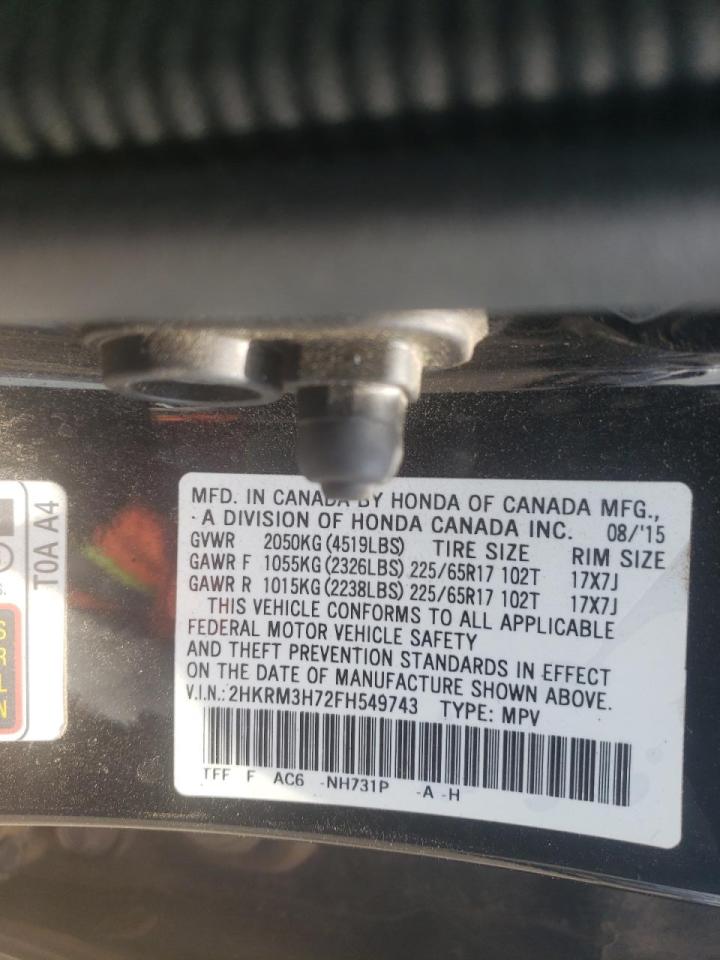 MFD. IN CANADA BY HONDA OF CANADA MFG.,
A DIVISION OF HONDA CANADA INC. 08/'15
GVWR 2050KG (4519LBS) TIRE SIZE RIM SIZE
GAWR F 1055KG (2326LBS) 225/65R17 102T 17X7J
GAWR R 1015KG (2238LBS) 225/65R17 102T 17X7J
THIS VEHICLE CONFORMS TO ALL APPLICABLE
FEDERAL MOTOR VEHICLE SAFETY
AND THEFT PREVENTION STANDARDS IN EFFECT
ON THE DATE OF MANUFACTURE SHOWN ABOVE.
V.I.N.: 2HKRM3H72FH549743 TYPE: MPV
TFF F AC6 -NH731P -A -H
T0A A4
s.
S
R
L
N